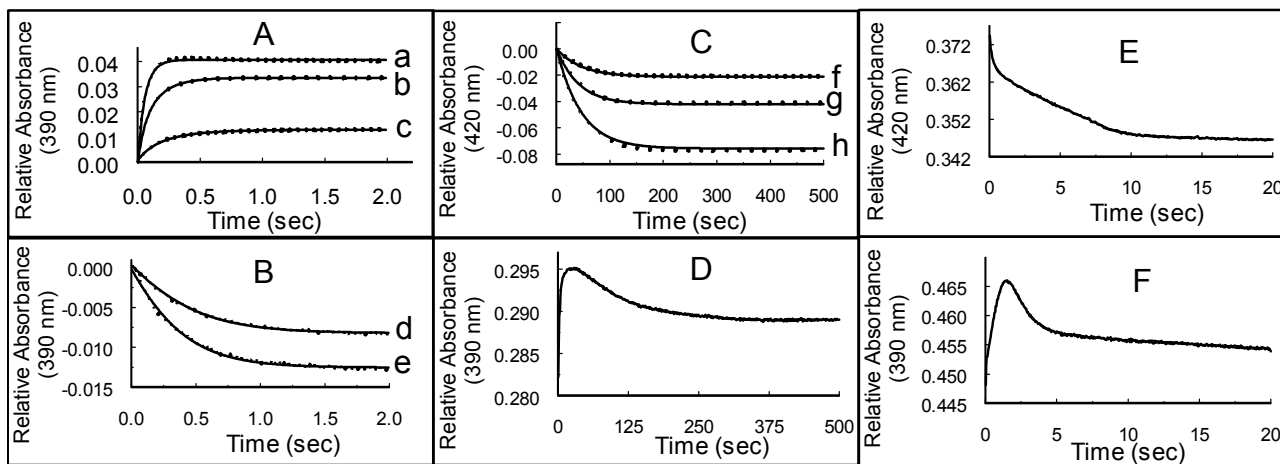 A
Relative Absorbance
(390 nm)
0.04
0.03
0.02
0.01
0.00
a
b
c
0.0 0.5 1.0 1.5 2.0
Time (sec)
C
Relative Absorbance
(420 nm)
0.00
-0.02
-0.04
-0.06
-0.08
f
g
h
0 100 200 300 400 500
Time (sec)
E
Relative Absorbance
(420 nm)
0.372
0.362
0.352
0.342
0 5 10 15 20
Time (sec)
B
Relative Absorbance
(390 nm)
0.000
-0.005
-0.010
-0.015
d
e
0.0 0.5 1.0 1.5 2.0
Time (sec)
D
Relative Absorbance
(390 nm)
0.295
0.290
0.285
0.280
0 125 250 375 500
Time (sec)
F
Relative Absorbance
(390 nm)
0.465
0.460
0.455
0.450
0.445
0 5 10 15 20
Time (sec)